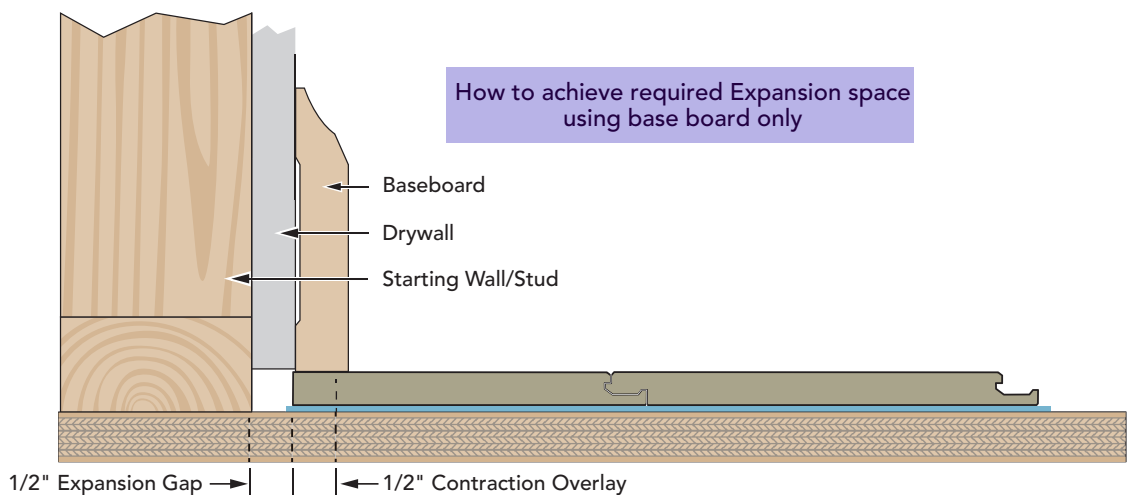 How to achieve required Expansion space
using base board only
Baseboard
Drywall
Starting Wall/Stud
1/2" Expansion Gap
1/2" Contraction Overlay